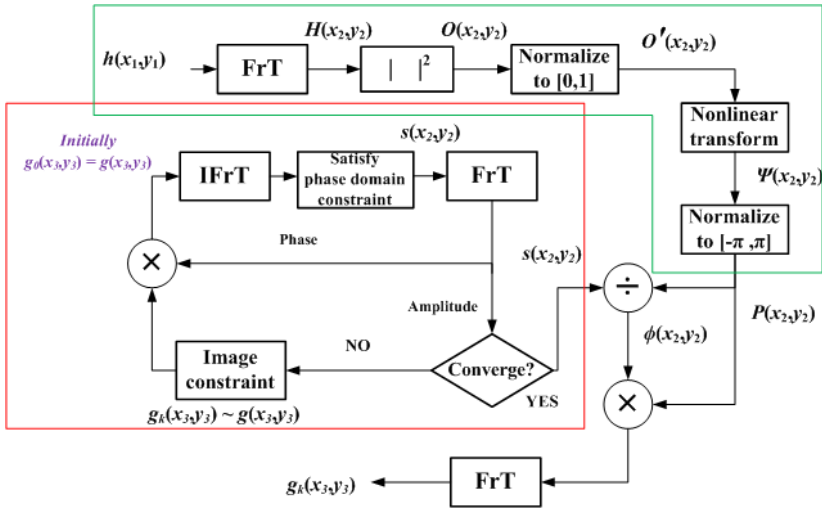 h(x₁,y₁)
FrT
H(x₂,y₂)
| |²
O(x₂,y₂)
Normalize
to [0,1]
O′(x₂,y₂)
Nonlinear
transform
Ψ(x₂,y₂)
Normalize
to [-π ,π]
P(x₂,y₂)
Initially
g₀(x₃,y₃) = g(x₃,y₃)
IFrT
Satisfy
phase domain
constraint
s(x₂,y₂)
FrT
Phase
×
Amplitude
Converge?
NO
YES
Image
constraint
gₖ(x₃,y₃) ~ g(x₃,y₃)
s(x₂,y₂)
÷
ϕ(x₂,y₂)
×
FrT
gₖ(x₃,y₃)